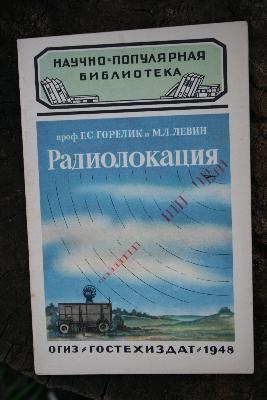 НАУЧНО-ПОПУЛЯРНАЯ
БИБЛИОТЕКА
проф. Г.С. ГОРЕЛИК и М.Л. ЛЕВИН
РАДИОЛОКАЦИЯ
ОГИЗ ГОСТЕХИЗДАТ 1948